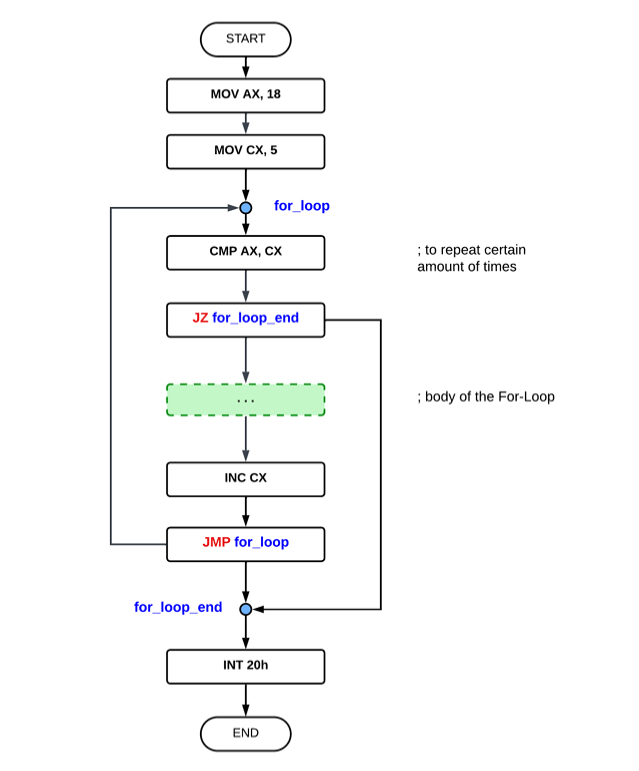 START
MOV AX, 18
MOV CX, 5
for_loop
CMP AX, CX
; to repeat certain
amount of times
JZ for_loop_end
...
; body of the For-Loop
INC CX
JMP for_loop
for_loop_end
INT 20h
END